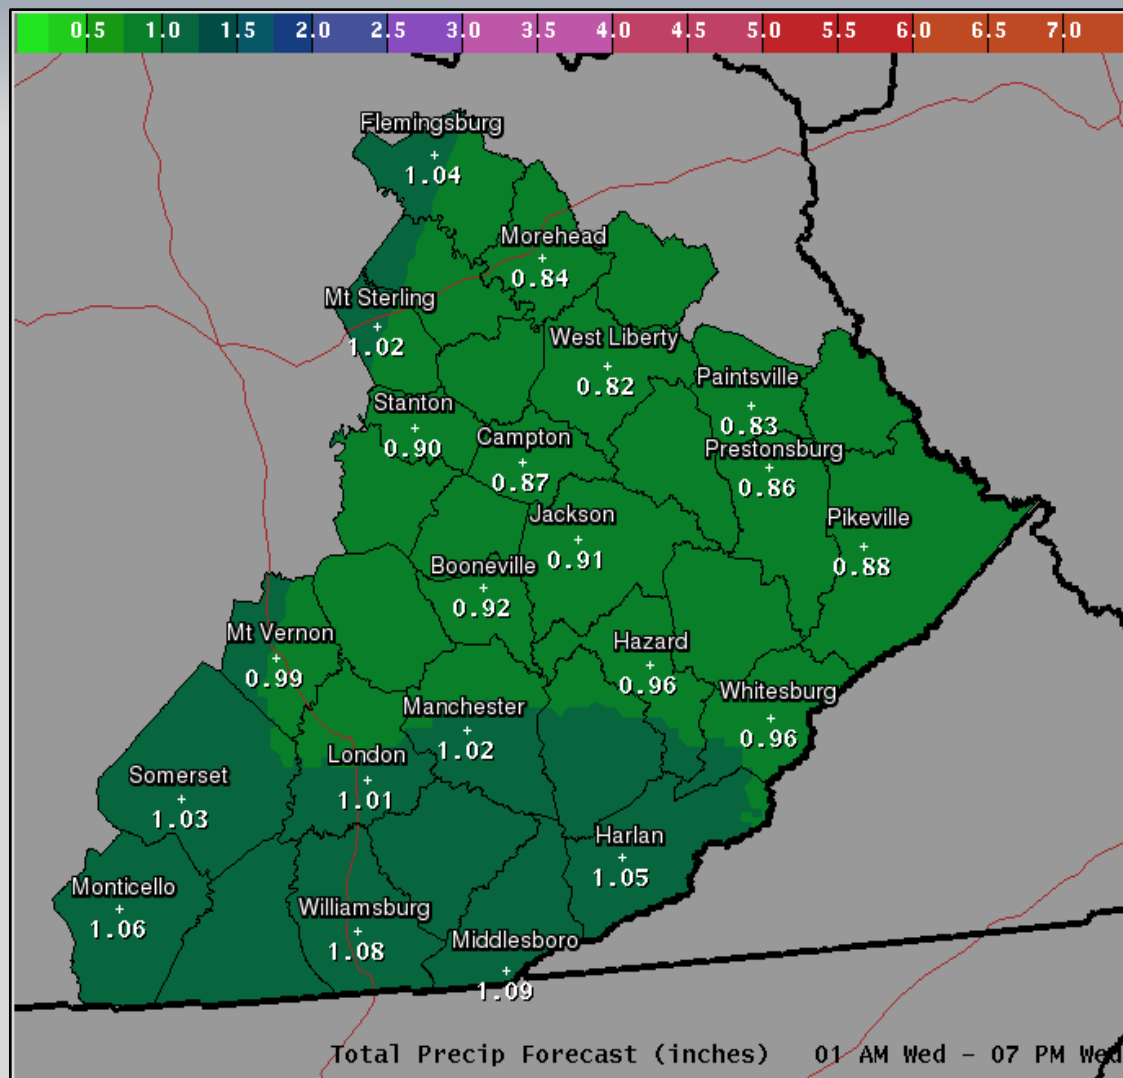 0.5 1.0 1.5 2.0 2.5 3.0 3.5 4.0 4.5 5.0 5.5 6.0 6.5 7.0
Flemingsburg
1.04
Morehead
0.84
Mt Sterling
1.02
West Liberty
0.82
Paintsville
0.83
Stanton
0.90
Campton
0.87
Prestonsburg
0.86
Jackson
0.91
Pikeville
0.88
Booneville
0.92
Mt Vernon
0.99
Hazard
0.96
Whitesburg
0.96
Manchester
1.02
London
1.01
Somerset
1.03
Harlan
1.05
Monticello
1.06
Williamsburg
1.08
Middlesboro
1.09
Total Precip Forecast (inches) 01 AM Wed - 07 PM Wed